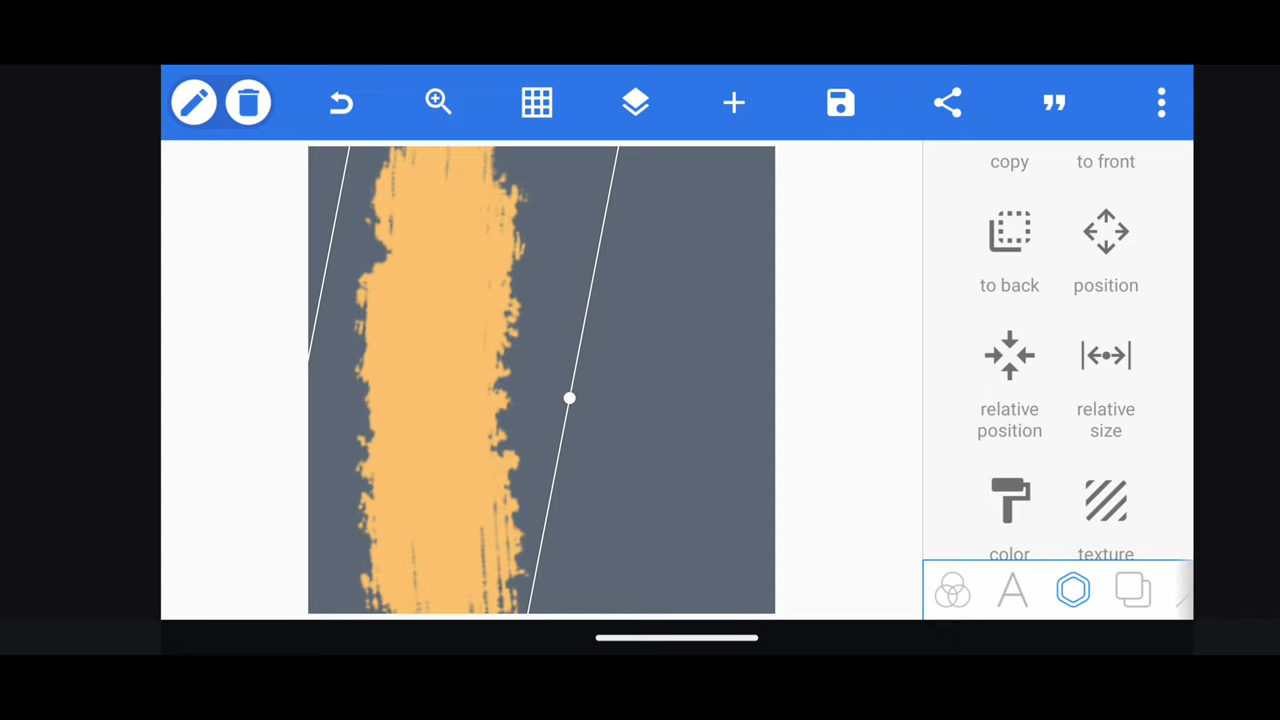 copy to front
to back position
relative position relative size
color texture